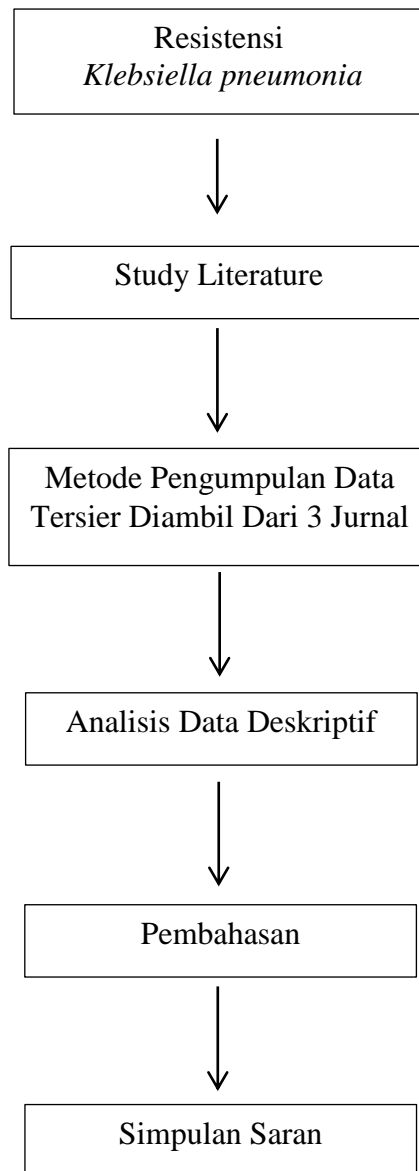 Resistensi
Klebsiella pneumonia
Study Literature
Metode Pengumpulan Data
Tersier Diambil Dari 3 Jurnal
Analisis Data Deskriptif
Pembahasan
Simpulan Saran